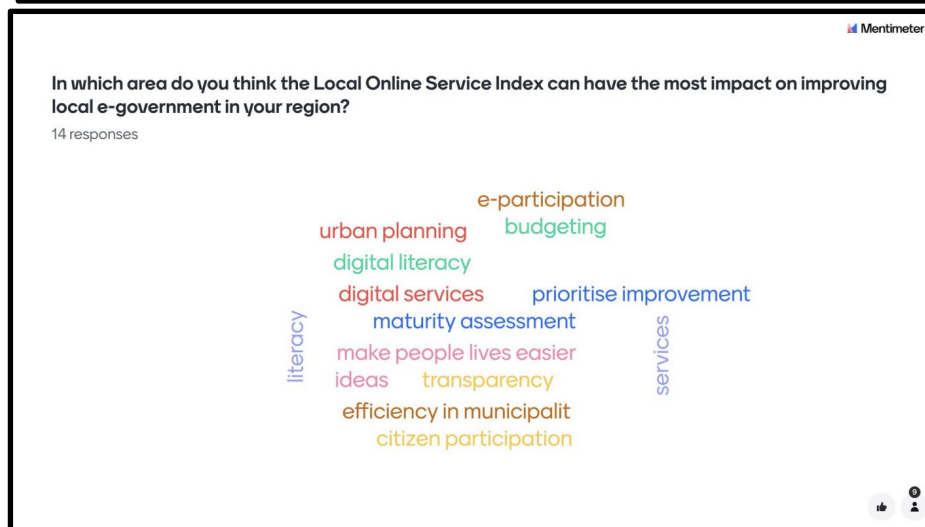 Mentimeter
In which area do you think the Local Online Service Index can have the most impact on improving
local e-government in your region?
14 responses
e-participation
urban planning
budgeting
digital literacy
digital services
prioritise improvement
maturity assessment
literacy
services
make people lives easier
ideas
transparency
efficiency in municipalit
citizen participation
9